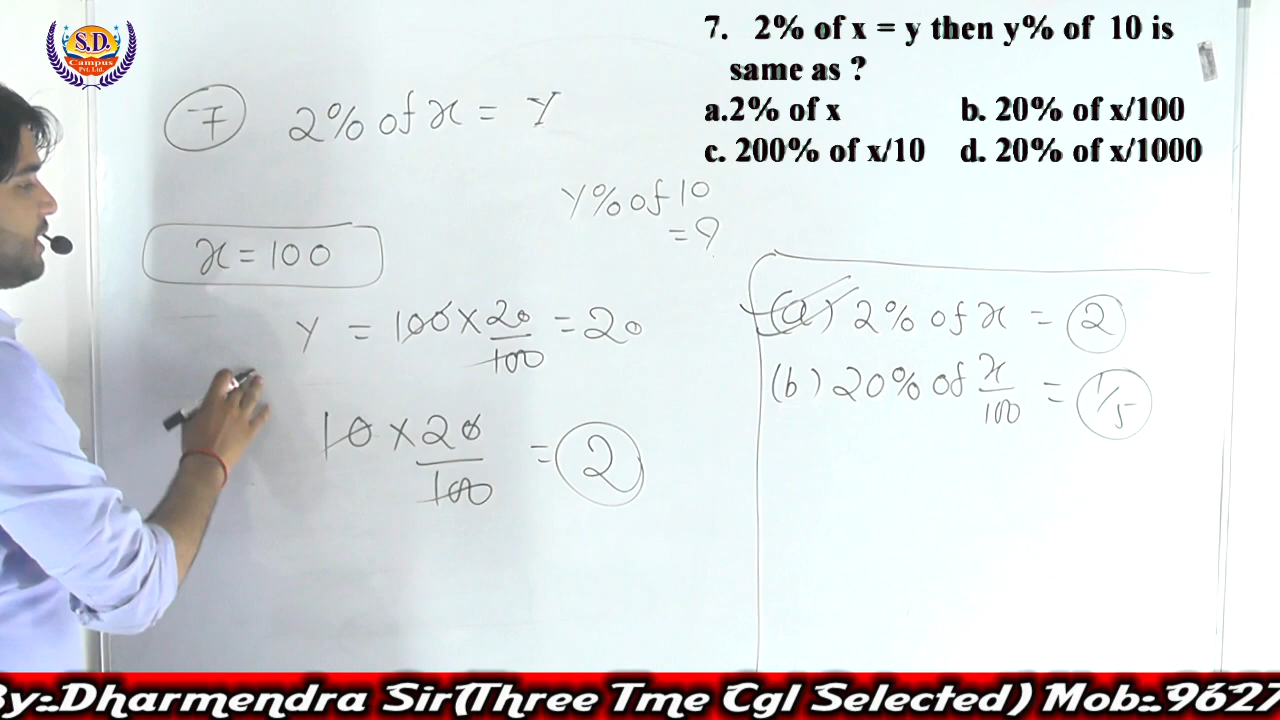 S.D.
Campus
Pvt. Ltd.
7. 2% of x = y then y% of 10 is
same as ?
a.2% of x b. 20% of x/100
c. 200% of x/10 d. 20% of x/1000
7 2% of x = Y
Y% of 10
= ?
x = 100
Y = 100 × 20/100 = 20
10 × 20/100 = 2
(a) 2% of x = 2
(b) 20% of x/100 = 1/5
By:.Dharmendra Sir(Three Tme Cgl Selected) Mob:.9627